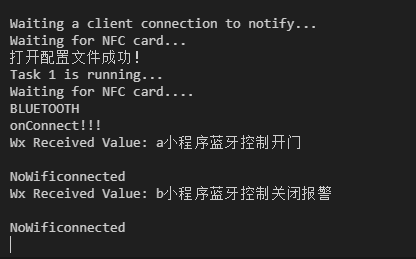 Waiting a client connection to notify...
Waiting for NFC card...
打开配置文件成功!
Task 1 is running...
Waiting for NFC card....
BLUETOOTH
onConnect!!!
Wx Received Value: a小程序蓝牙控制开门
NoWificonnected
Wx Received Value: b小程序蓝牙控制关闭报警
NoWificonnected